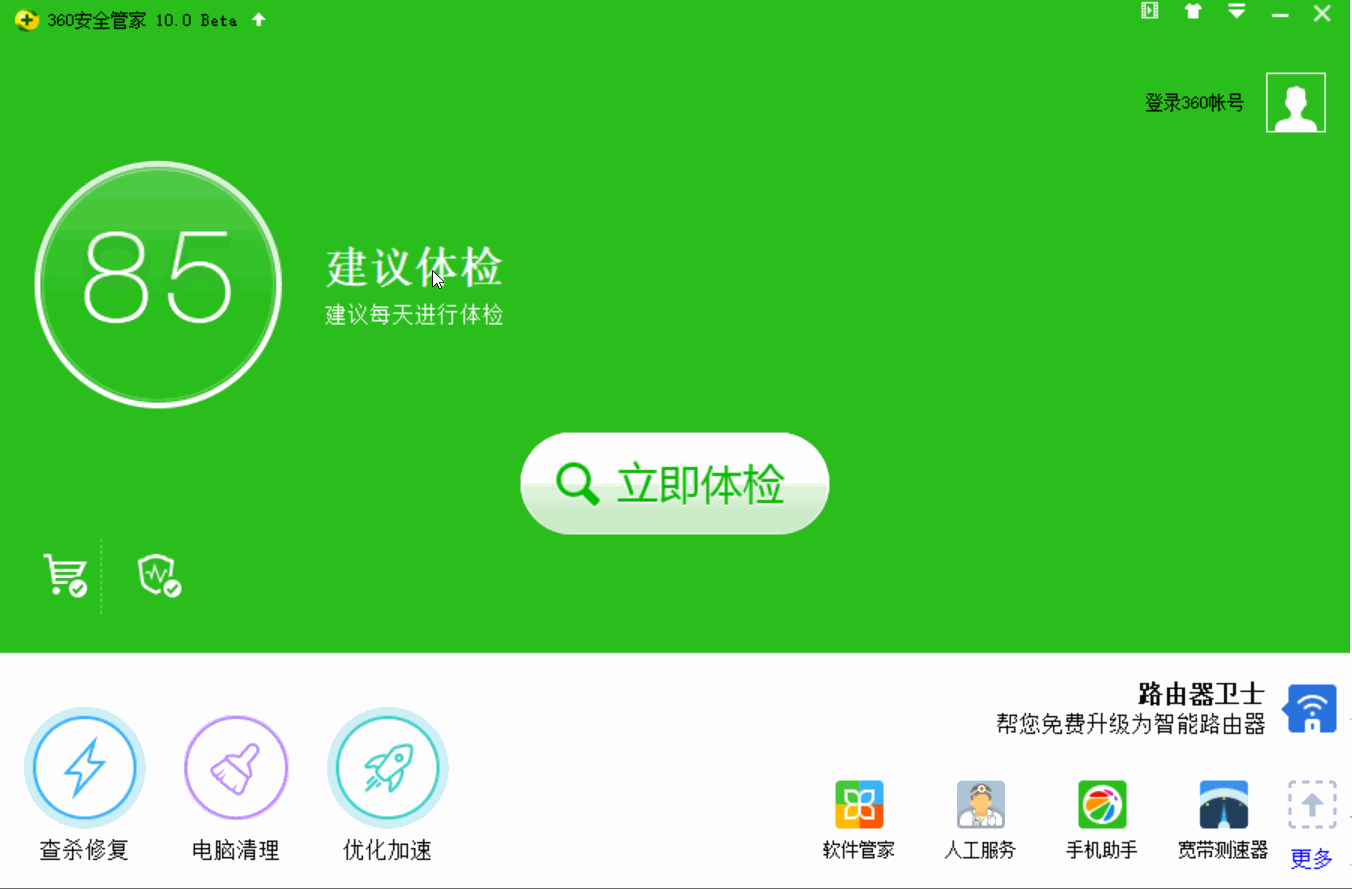 360安全管家 10.0 Beta
登录360帐号
85
建议体检
建议每天进行体检
立即体检
路由器卫士
帮您免费升级为智能路由器
查杀修复
电脑清理
优化加速
软件管家
人工服务
手机助手
宽带测速器
更多